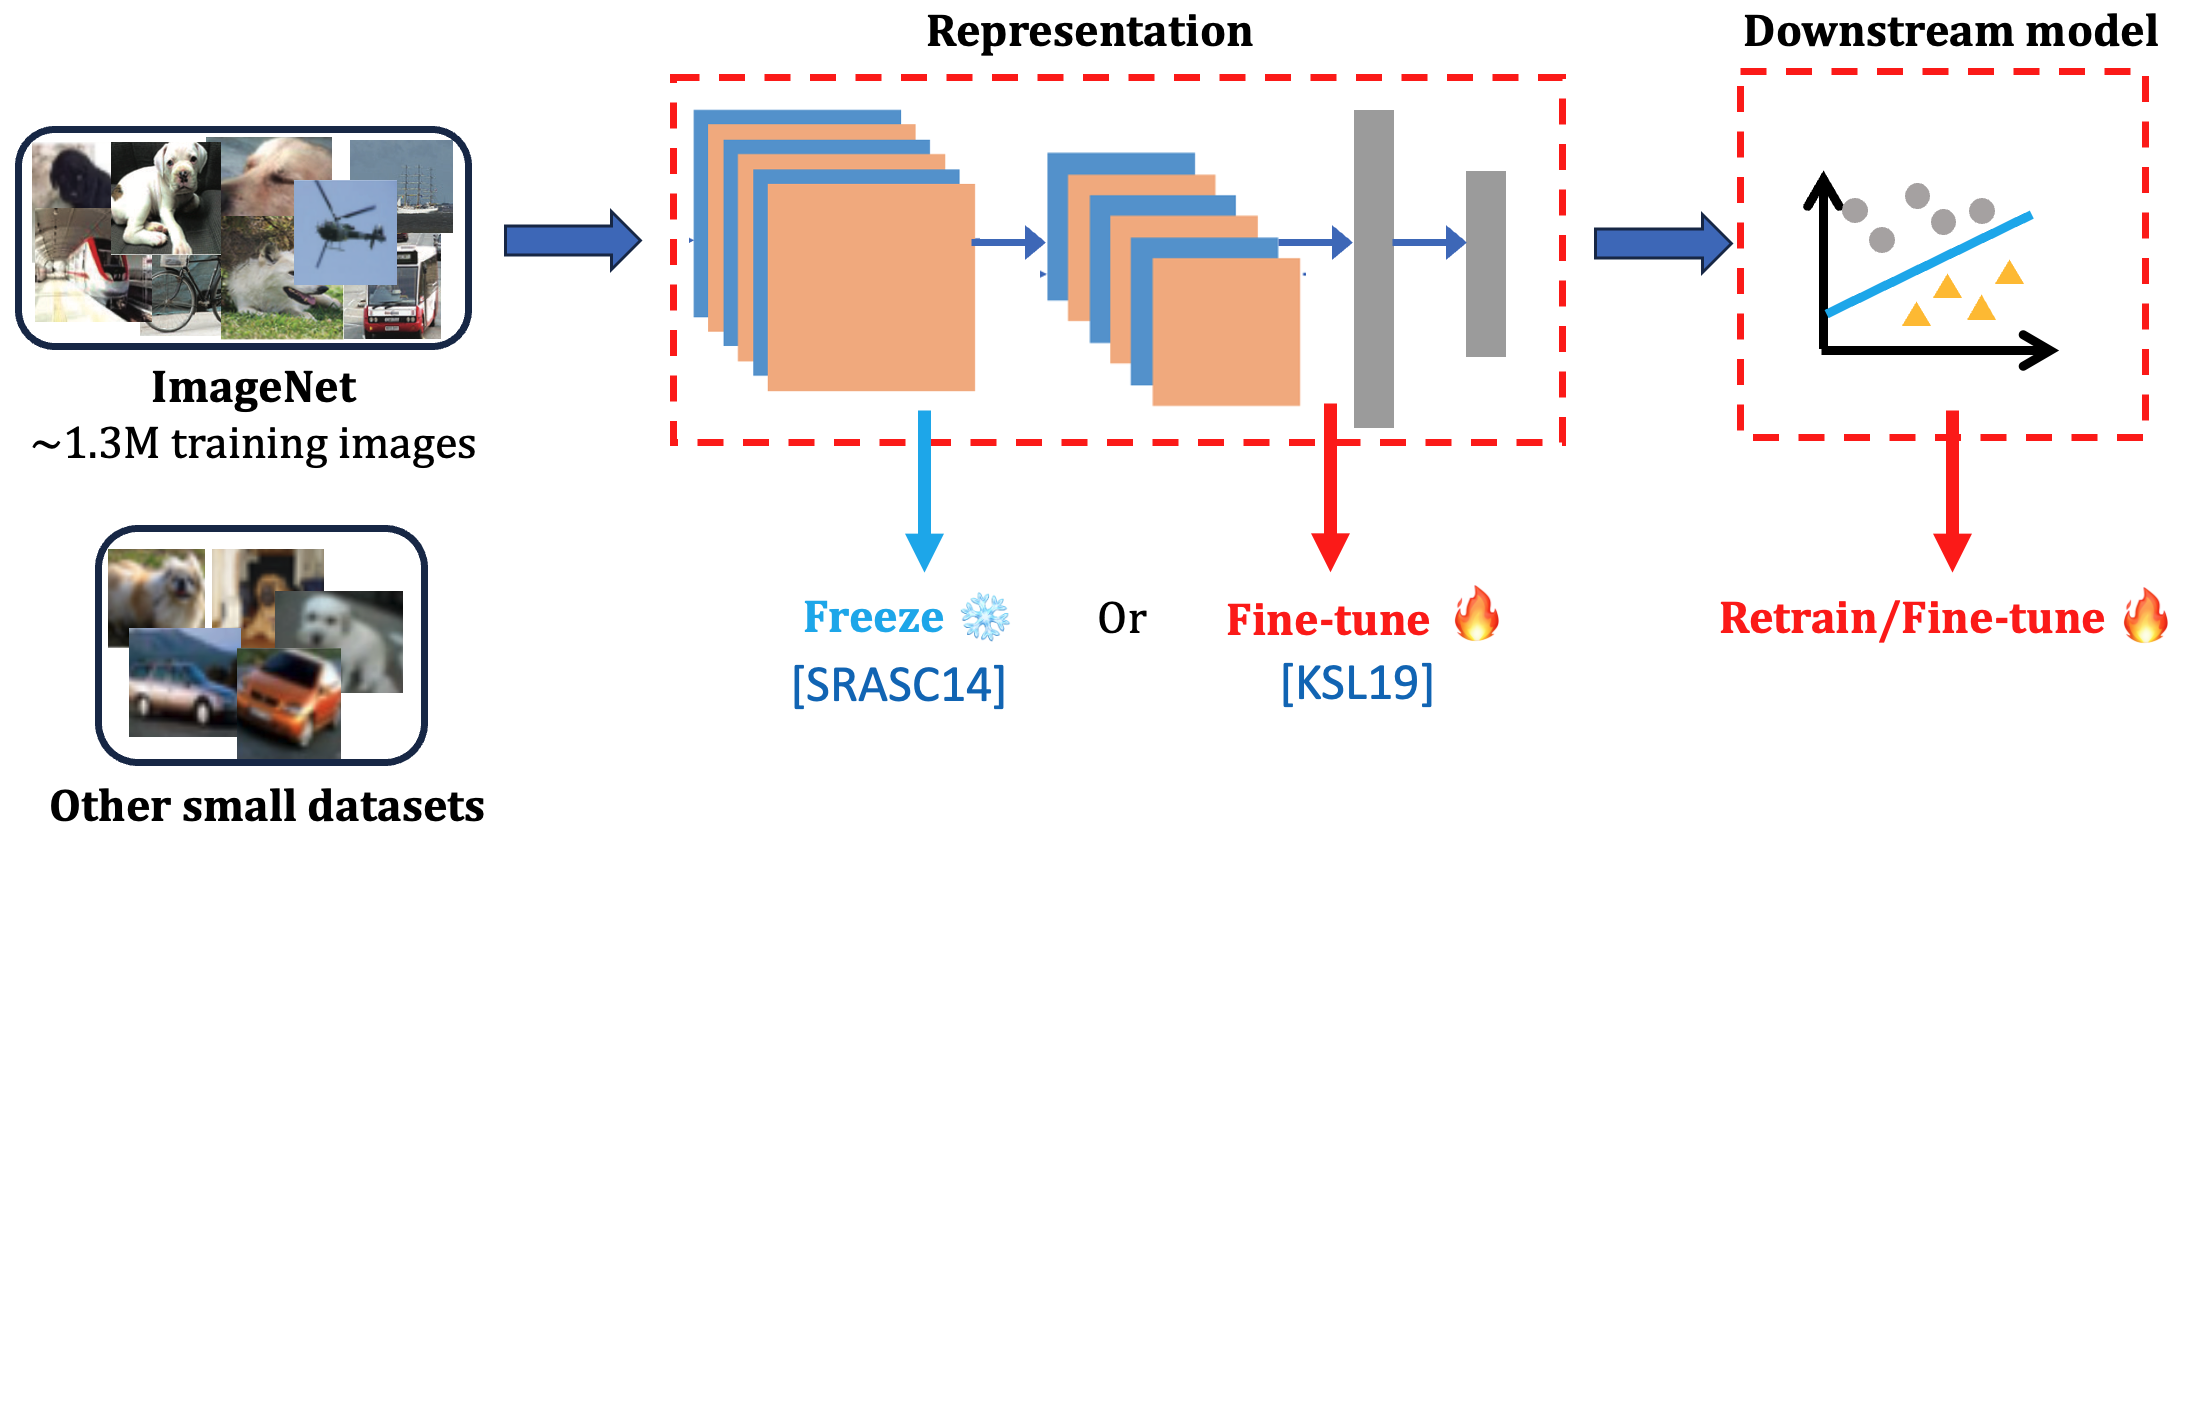 Representation
Downstream model
ImageNet
~1.3M training images
Freeze
Or
Fine-tune
Retrain/Fine-tune
[SRASC14]
[KSL19]
Other small datasets